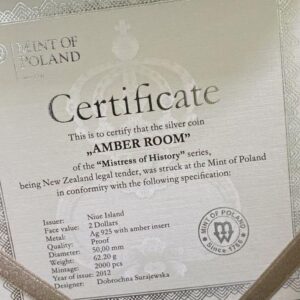 MINT OF
POLAND
Certificate
This is to certify that the silver coin
„AMBER ROOM”
of the “Mistress of History” series,
being New Zealand legal tender, was struck at the Mint of Poland
in conformity with the following specification:
Issuer: Niue Island
Face value: 2 Dollars
Metal: Ag 925 with amber insert
Quality: Proof
Diameter: 50,00 mm
Weight: 62.20 g
Mintage: 2000 pcs
Year of issue: 2012
Designer: Dobrochna Surajewska
MINT OF POLAND
Since 1766